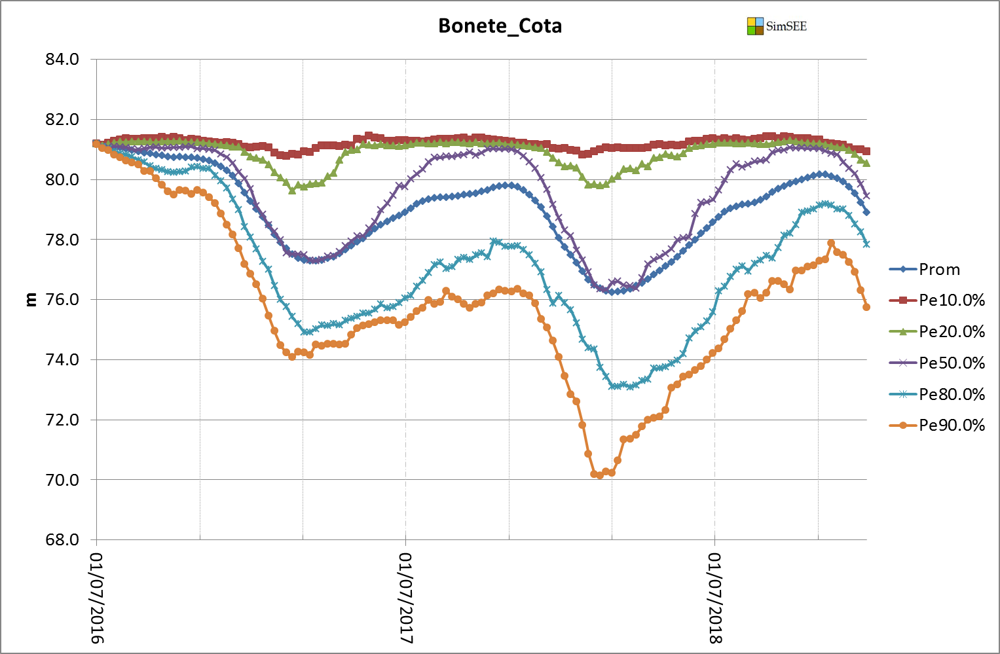 Bonete_Cota
SimSEE
84.0
82.0
80.0
78.0
76.0
74.0
72.0
70.0
68.0
m
01/07/2016
01/07/2017
01/07/2018
Prom
Pe10.0%
Pe20.0%
Pe50.0%
Pe80.0%
Pe90.0%